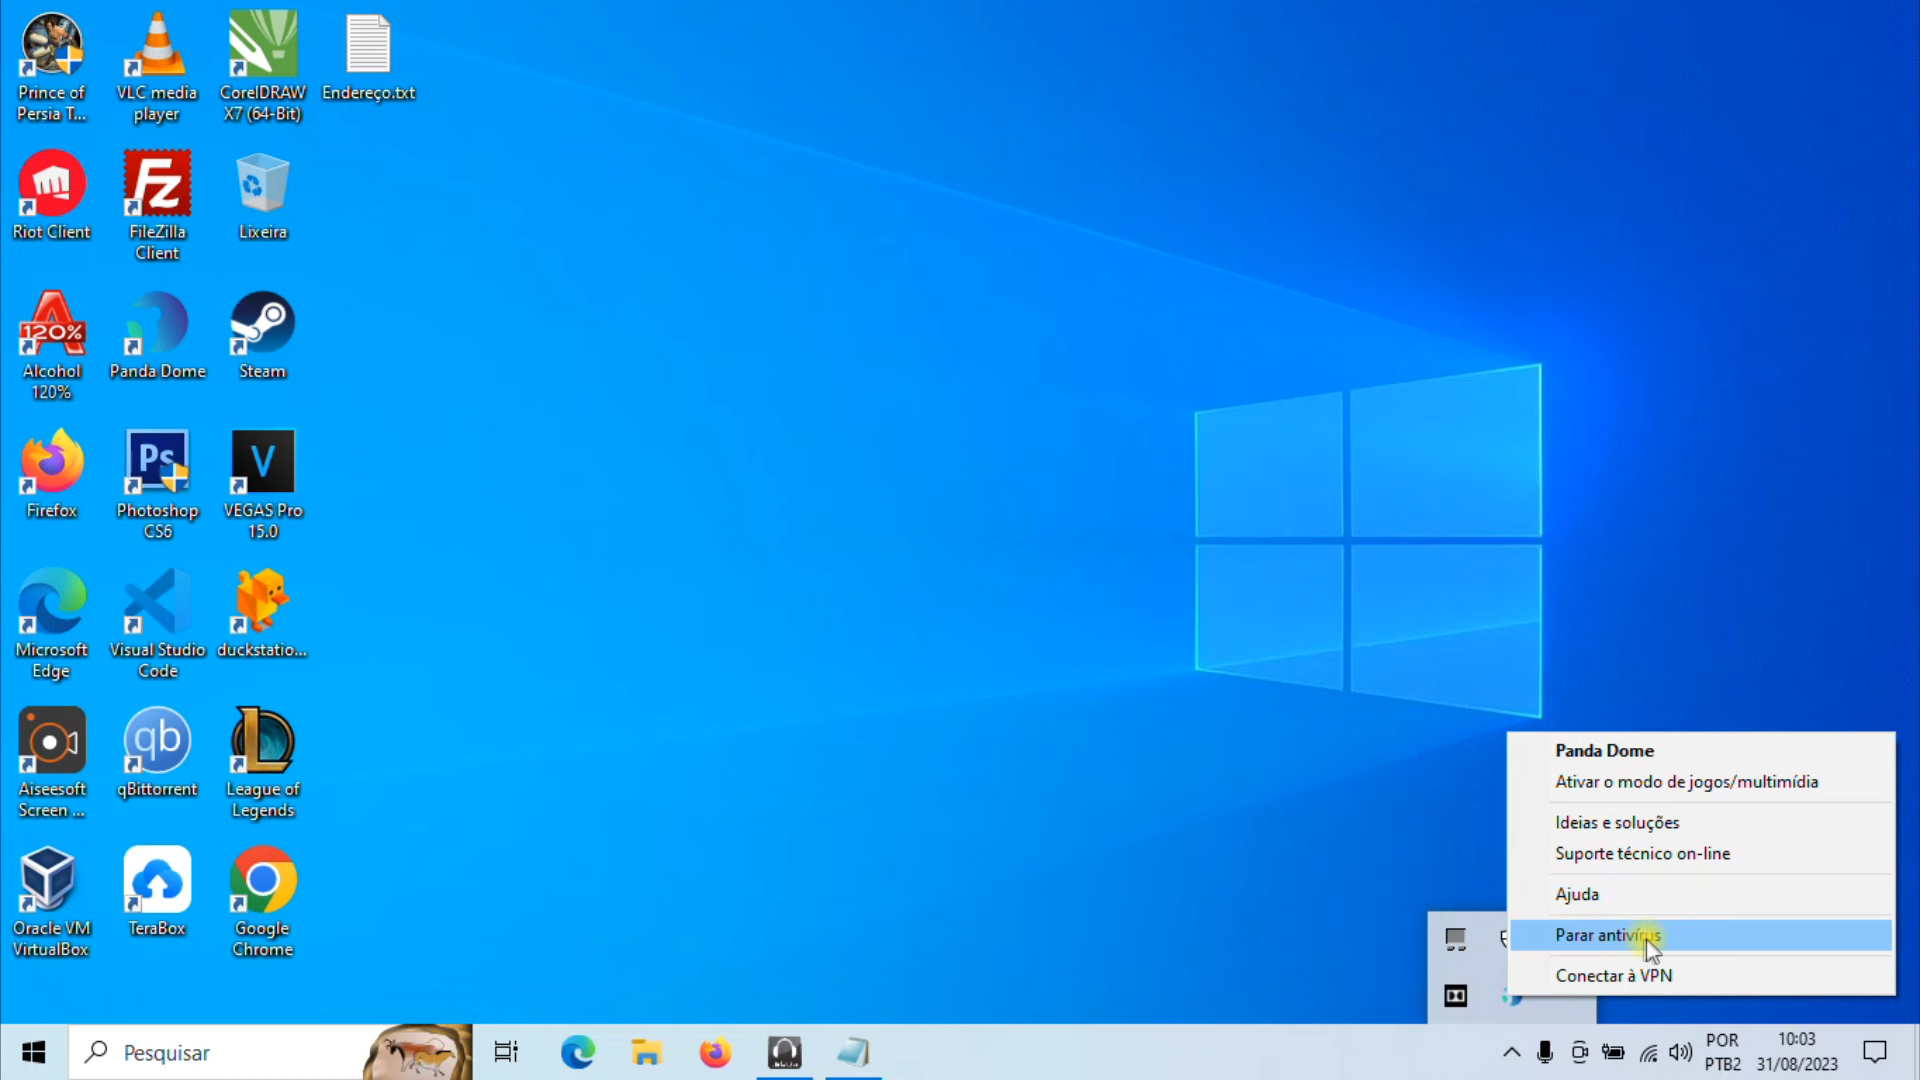 Prince of
Persia T...
VLC media
player
CorelDRAW
X7 (64-Bit)
Endereço.txt
Riot Client
FileZilla
Client
Lixeira
120%
Alcohol
120%
Panda Dome
Steam
Firefox
Ps
Photoshop
CS6
V
VEGAS Pro
15.0
Microsoft
Edge
Visual Studio
Code
duckstatio...
Aiseesoft
Screen ...
qb
qBittorrent
League of
Legends
Oracle VM
VirtualBox
TeraBox
Google
Chrome
Panda Dome
Ativar o modo de jogos/multimídia
Ideias e soluções
Suporte técnico on-line
Ajuda
Parar antivírus
Conectar à VPN
Pesquisar
POR
PTB2
10:03
31/08/2023